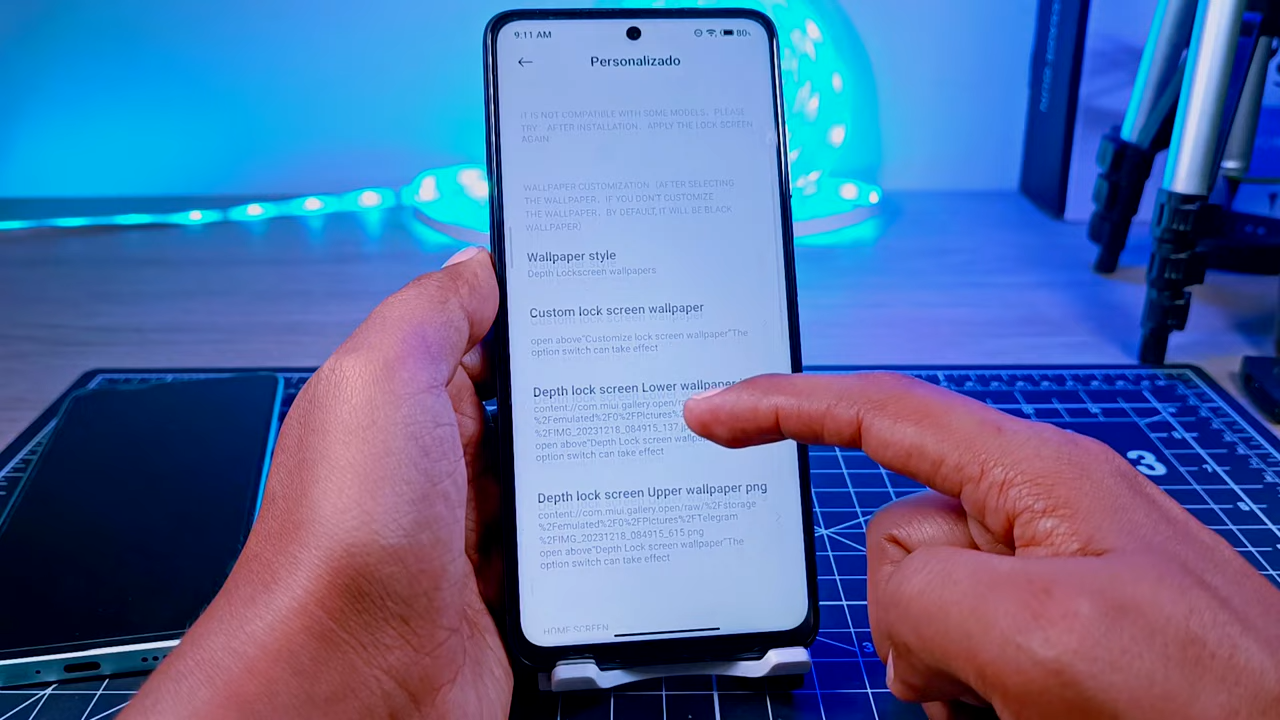 9:11 AM
80%
Personalizado
IT IS NOT COMPATIBLE WITH SOME MODELS, PLEASE
TRY, AFTER INSTALLATION, APPLY THE LOCK SCREEN
AGAIN
WALLPAPER CUSTOMIZATION (AFTER SELECTING
THE WALLPAPER, IF YOU DON'T CUSTOMIZE
THE WALLPAPER, BY DEFAULT, IT WILL BE BLACK
WALLPAPER)
Wallpaper style
Depth Lockscreen wallpapers
Custom lock screen wallpaper
open above"Customize lock screen wallpaper"The
option switch can take effect
Depth lock screen Lower wallpaper
content://com.miui.gallery.open/
%2Femulated%2F0%2FPictures%2F
%2FIMG_20231218_084915_137
open above"Depth Lock screen
option switch can take effect
Depth lock screen Upper wallpaper png
content://com.miui.gallery.open/raw/%2Fstorage
%2Femulated%2F0%2FPictures%2FTelegram
%2FIMG_20231218_084915_615.png
open above"Depth Lock screen wallpaper"The
option switch can take effect
HOME SCREEN
3